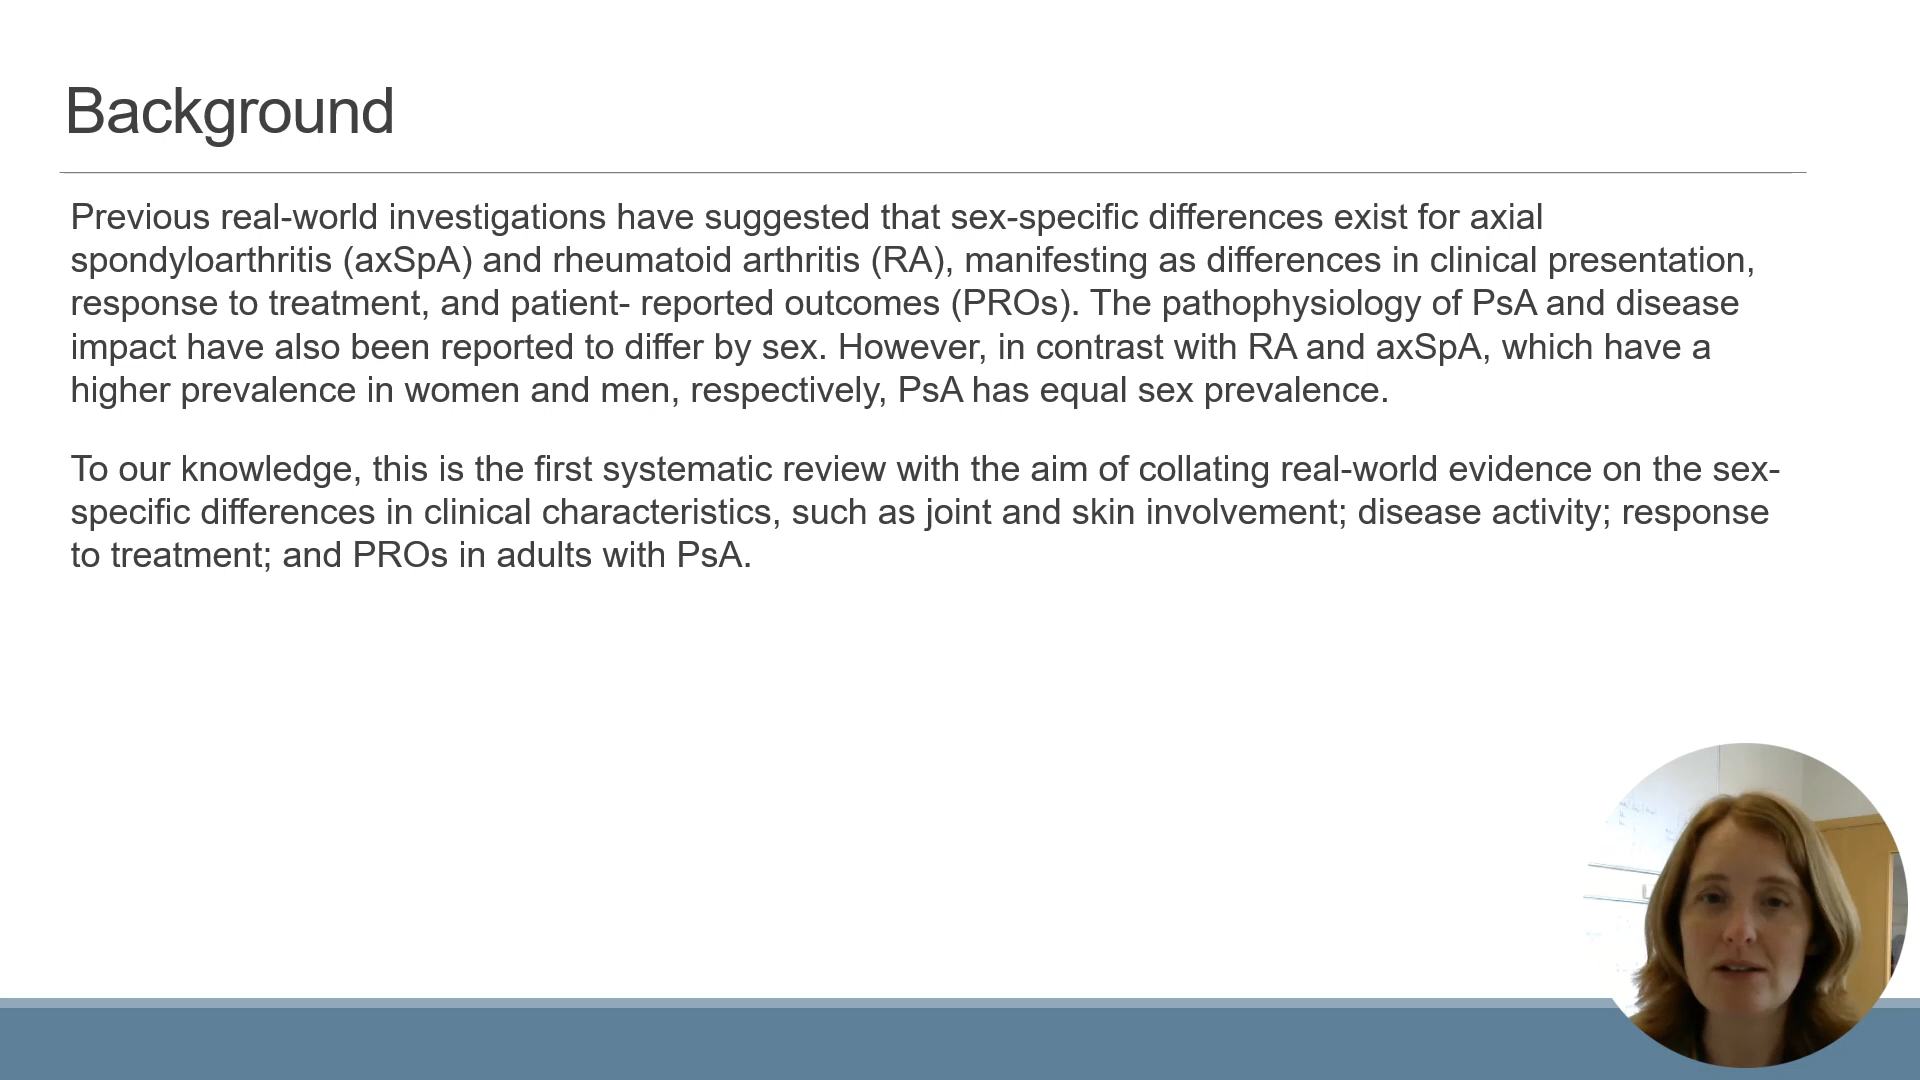 Background
Previous real-world investigations have suggested that sex-specific differences exist for axial
spondyloarthritis (axSpA) and rheumatoid arthritis (RA), manifesting as differences in clinical presentation,
response to treatment, and patient- reported outcomes (PROs). The pathophysiology of PsA and disease
impact have also been reported to differ by sex. However, in contrast with RA and axSpA, which have a
higher prevalence in women and men, respectively, PsA has equal sex prevalence.
To our knowledge, this is the first systematic review with the aim of collating real-world evidence on the sex-
specific differences in clinical characteristics, such as joint and skin involvement; disease activity; response
to treatment; and PROs in adults with PsA.